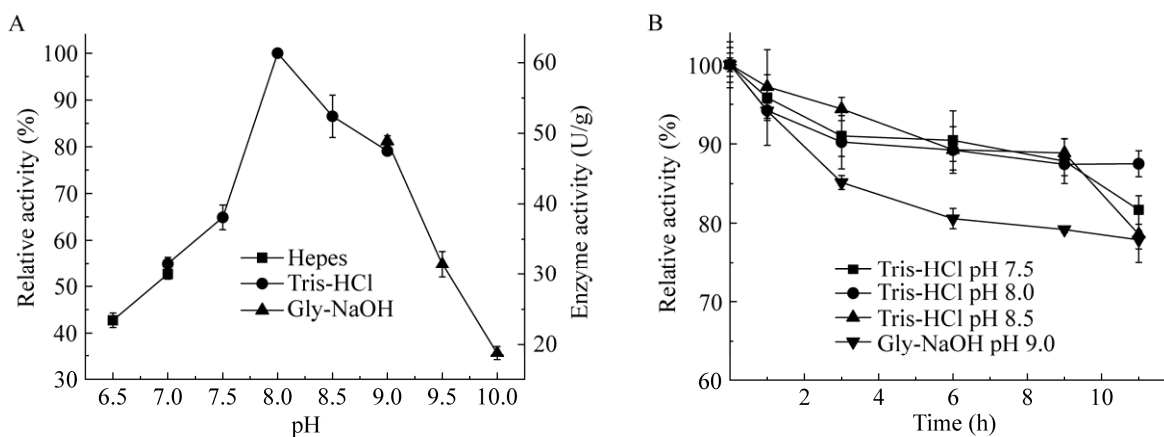 A
Relative activity (%)
100
90
80
70
60
50
40
30
6.5 7.0 7.5 8.0 8.5 9.0 9.5 10.0
pH
Hepes
Tris-HCl
Gly-NaOH
60
50
40
30
20
Enzyme activity (U/g)
B
Relative activity (%)
100
90
80
60
2 4 6 8 10
Time (h)
Tris-HCl pH 7.5
Tris-HCl pH 8.0
Tris-HCl pH 8.5
Gly-NaOH pH 9.0